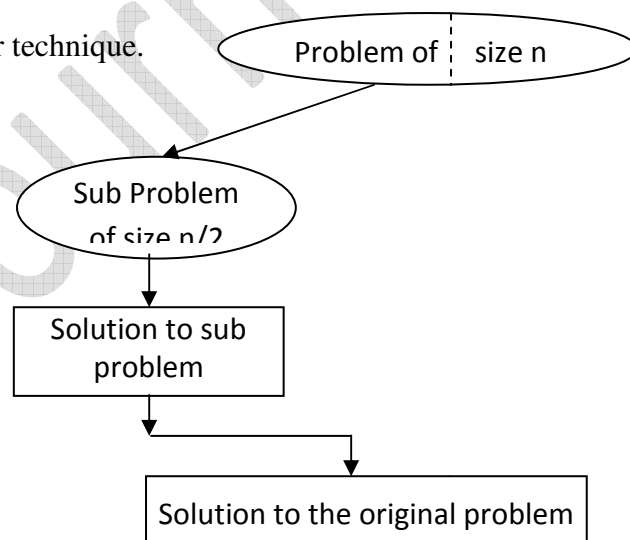 r technique.
Problem of size n
Sub Problem
of size n/2
Solution to sub
problem
Solution to the original problem